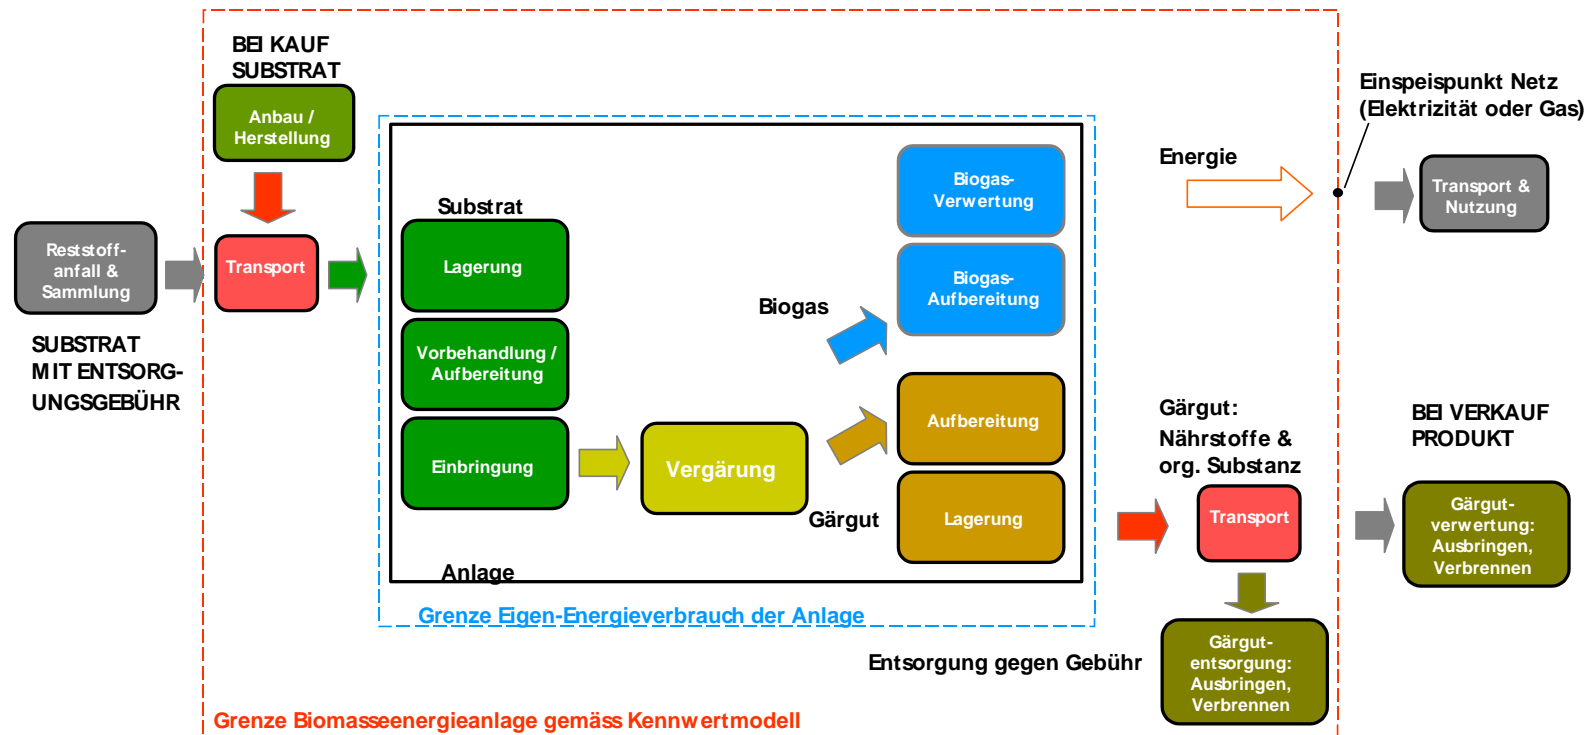 BEI KAUF
SUBSTRAT
Anbau /
Herstellung
Reststoff-
anfall &
Sammlung
Transport
SUBSTRAT
MIT ENTSORG-
UNGSGEBÜHR
Substrat
Lagerung
Vorbehandlung /
Aufbereitung
Einbringung
Vergärung
Biogas
Gärgut
Biogas-
Verwertung
Biogas-
Aufbereitung
Aufbereitung
Lagerung
Anlage
Grenze Eigen-Energieverbrauch der Anlage
Energie
Einspeispunkt Netz
(Elektrizität oder Gas)
Transport &
Nutzung
Gärgut:
Nährstoffe &
org. Substanz
Transport
BEI VERKAUF
PRODUKT
Gärgut-
verwertung:
Ausbringen,
Verbrennen
Entsorgung gegen Gebühr
Gärgut-
entsorgung:
Ausbringen,
Verbrennen
Grenze Biomasseenergieanlage gemäss Kennwertmodell